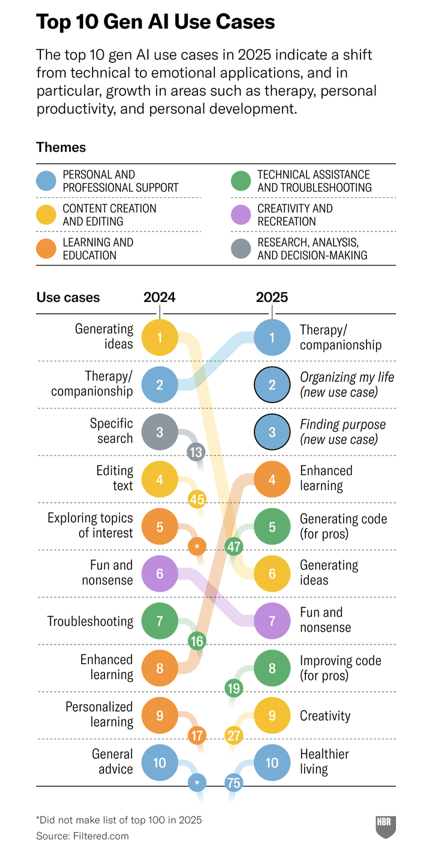 Top 10 Gen AI Use Cases
The top 10 gen AI use cases in 2025 indicate a shift
from technical to emotional applications, and in
particular, growth in areas such as therapy, personal
productivity, and personal development.
Themes
PERSONAL AND
PROFESSIONAL SUPPORT
TECHNICAL ASSISTANCE
AND TROUBLESHOOTING
CONTENT CREATION
AND EDITING
CREATIVITY AND
RECREATION
LEARNING AND
EDUCATION
RESEARCH, ANALYSIS,
AND DECISION-MAKING
Use cases 2024 2025
Generating
ideas
1
1
Therapy/
companionship
Therapy/
companionship
2
2
Organizing my life
(new use case)
Specific
search
3
13
3
Finding purpose
(new use case)
Editing
text
4
45
4
Enhanced
learning
Exploring topics
of interest
5
*
47
5
Generating code
(for pros)
Fun and
nonsense
6
6
Generating
ideas
Troubleshooting
7
16
7
Fun and
nonsense
Enhanced
learning
8
19
8
Improving code
(for pros)
Personalized
learning
9
17
27
9
Creativity
General
advice
10
*
75
10
Healthier
living
*Did not make list of top 100 in 2025
Source: Filtered.com
HBR